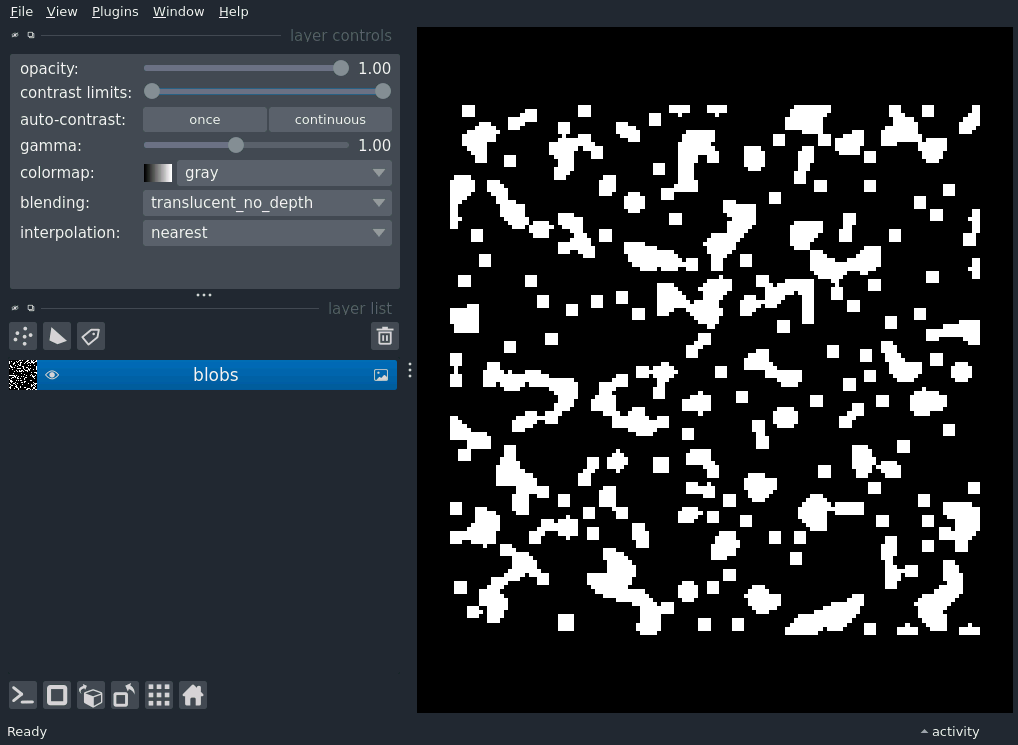 File View Plugins Window Help
layer controls
opacity: 1.00
contrast limits:
auto-contrast: once continuous
gamma: 1.00
colormap: gray
blending: translucent_no_depth
interpolation: nearest
layer list
blobs
Ready activity